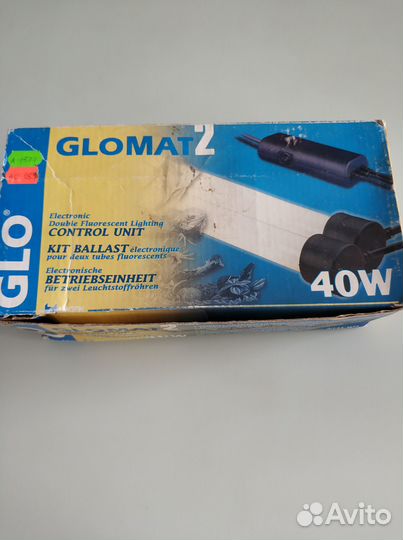 GLOMAT2
Electronic
Double Fluorescent Lighting
CONTROL UNIT
KIT BALLAST électronique
pour deux tubes fluorescents
Elektronische
BETRIEBSEINHEIT
für zwei Leuchtstoffröhren
GLO®
40W
40W
Avito